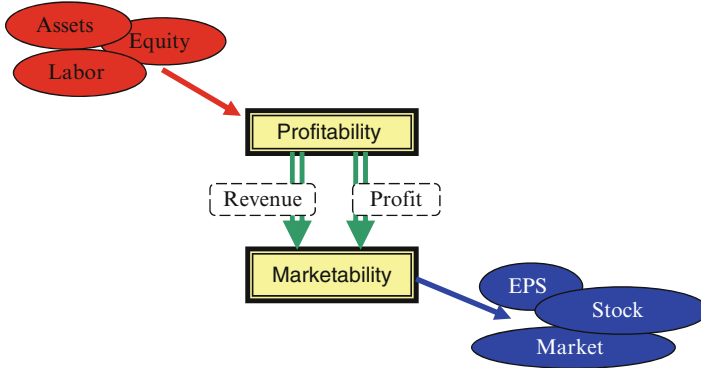 Assets
Equity
Labor
Profitability
Revenue
Profit
Marketability
EPS
Stock
Market